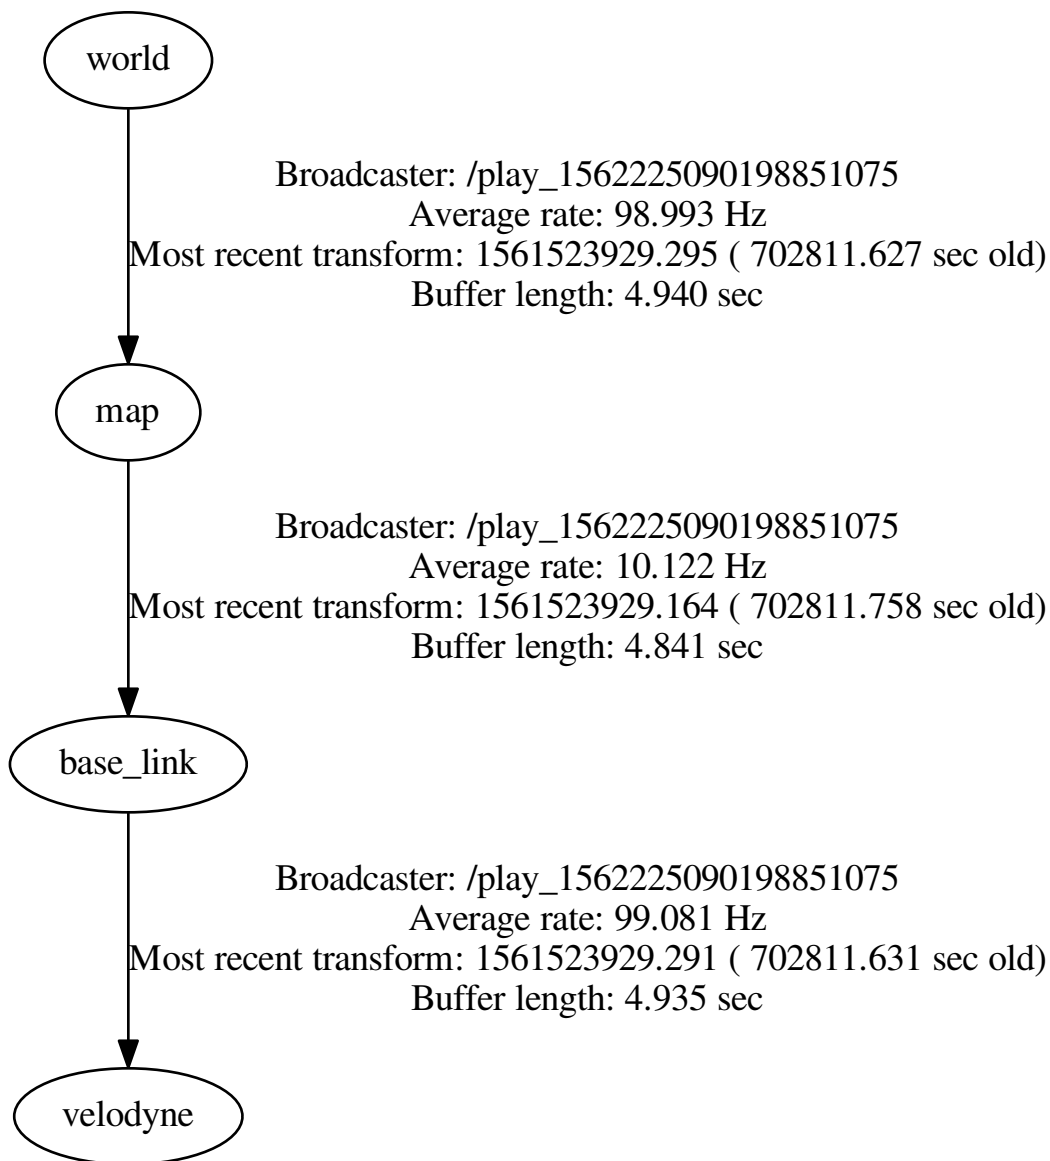 world
Broadcaster: /play_1562225090198851075
Average rate: 98.993 Hz
Most recent transform: 1561523929.295 ( 702811.627 sec old)
Buffer length: 4.940 sec
map
Broadcaster: /play_1562225090198851075
Average rate: 10.122 Hz
Most recent transform: 1561523929.164 ( 702811.758 sec old)
Buffer length: 4.841 sec
base_link
Broadcaster: /play_1562225090198851075
Average rate: 99.081 Hz
Most recent transform: 1561523929.291 ( 702811.631 sec old)
Buffer length: 4.935 sec
velodyne